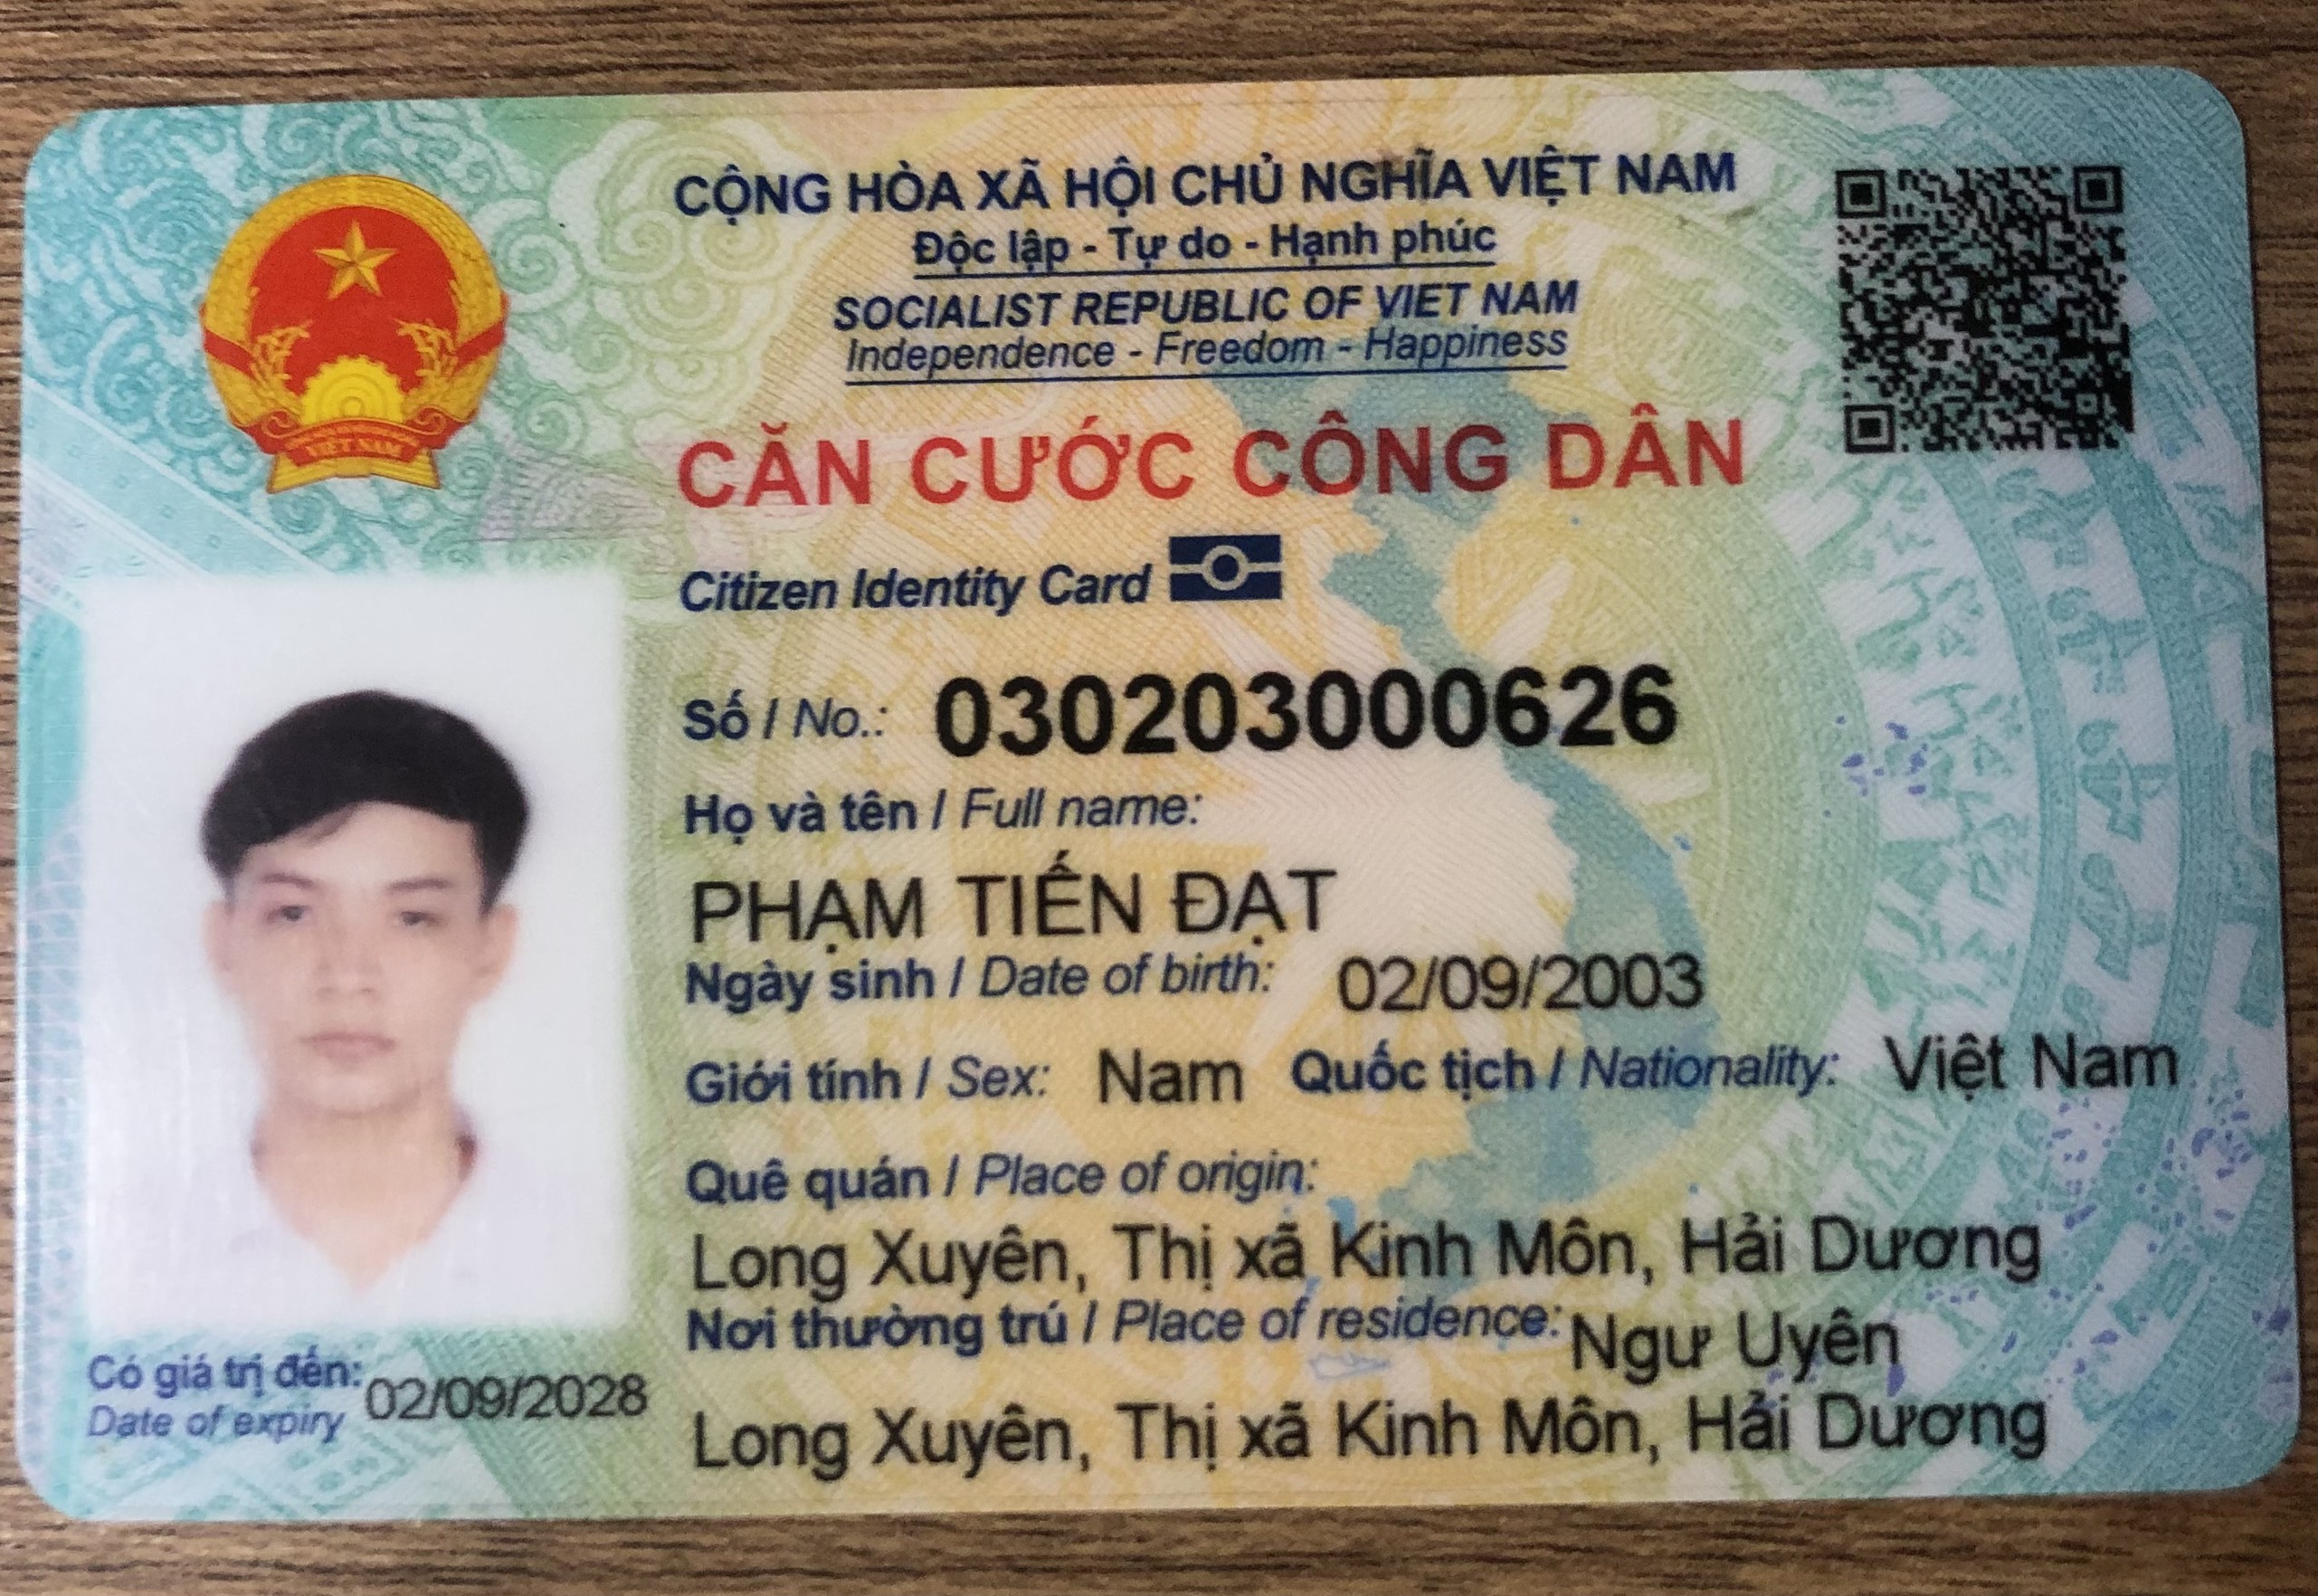 CỘNG HÒA XÃ HỘI CHỦ NGHĨA VIỆT NAM
Độc lập - Tự do - Hạnh phúc
SOCIALIST REPUBLIC OF VIET NAM
Independence - Freedom - Happiness
CĂN CƯỚC CÔNG DÂN
Citizen Identity Card
VIỆT NAM
Số / No.: 030203000626
Họ và tên / Full name:
PHẠM TIẾN ĐẠT
Ngày sinh / Date of birth: 02/09/2003
Giới tính / Sex: Nam Quốc tịch / Nationality: Việt Nam
Quê quán / Place of origin:
Long Xuyên, Thị xã Kinh Môn, Hải Dương
Nơi thường trú / Place of residence: Ngư Uyên
Long Xuyên, Thị xã Kinh Môn, Hải Dương
Có giá trị đến: 02/09/2028
Date of expiry